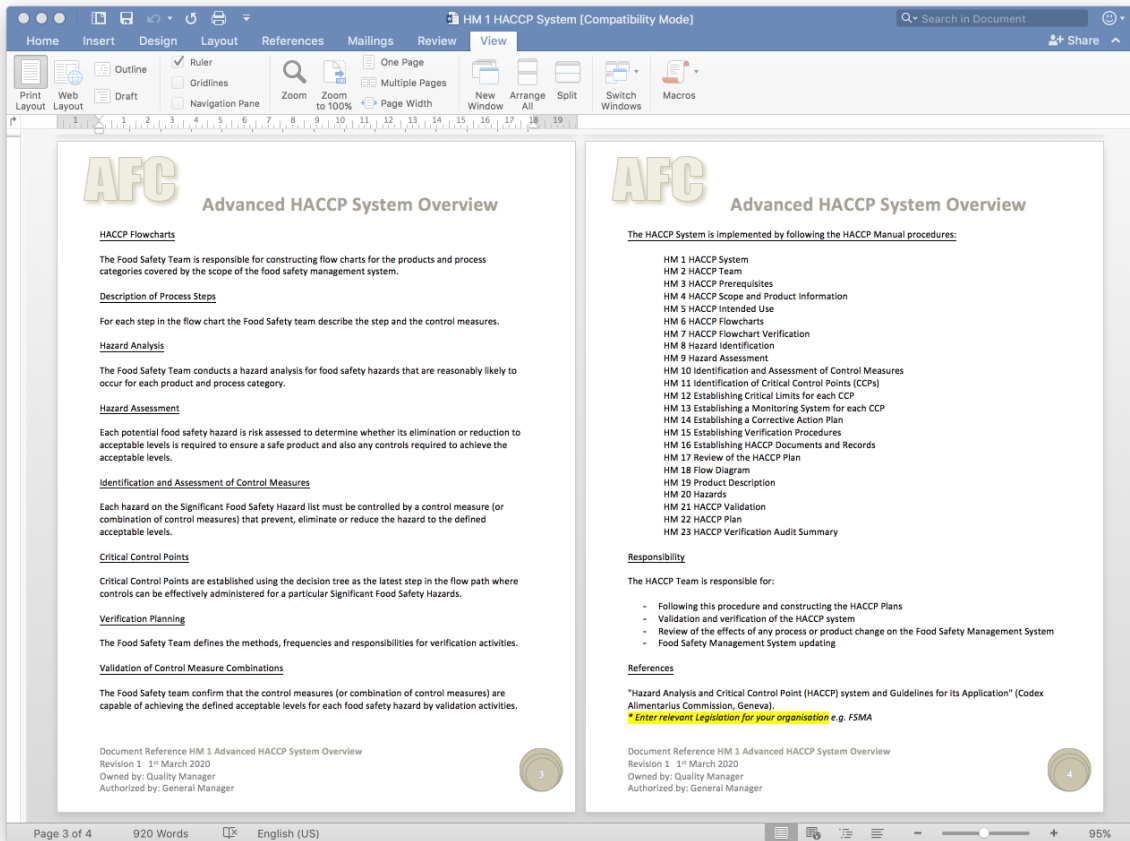 HM 1 HACCP System [Compatibility Mode]
Search in Document
Home Insert Design Layout References Mailings Review View
Share
Print Layout
Web Layout
Outline
Draft
Ruler
Gridlines
Navigation Pane
Zoom
Zoom to 100%
One Page
Multiple Pages
Page Width
New Window
Arrange All
Split
Switch Windows
Macros
1 1 2 3 4 5 6 7 8 9 10 11 12 13 14 15 16 17 18 19
AFC
Advanced HACCP System Overview
HACCP Flowcharts
The Food Safety Team is responsible for constructing flow charts for the products and process
categories covered by the scope of the food safety management system.
Description of Process Steps
For each step in the flow chart the Food Safety team describe the step and the control measures.
Hazard Analysis
The Food Safety Team conducts a hazard analysis for food safety hazards that are reasonably likely to
occur for each product and process category.
Hazard Assessment
Each potential food safety hazard is risk assessed to determine whether its elimination or reduction to
acceptable levels is required to ensure a safe product and also any controls required to achieve the
acceptable levels.
Identification and Assessment of Control Measures
Each hazard on the Significant Food Safety Hazard list must be controlled by a control measure (or
combination of control measures) that prevent, eliminate or reduce the hazard to the defined
acceptable levels.
Critical Control Points
Critical Control Points are established using the decision tree as the latest step in the flow path where
controls can be effectively administered for a particular Significant Food Safety Hazards.
Verification Planning
The Food Safety Team defines the methods, frequencies and responsibilities for verification activities.
Validation of Control Measure Combinations
The Food Safety team confirm that the control measures (or combination of control measures) are
capable of achieving the defined acceptable levels for each food safety hazard by validation activities.
Document Reference HM 1 Advanced HACCP System Overview
Revision 1 1st March 2020
Owned by: Quality Manager
Authorized by: General Manager
3
AFC
Advanced HACCP System Overview
The HACCP System is implemented by following the HACCP Manual procedures:
HM 1 HACCP System
HM 2 HACCP Team
HM 3 HACCP Prerequisites
HM 4 HACCP Scope and Product Information
HM 5 HACCP Intended Use
HM 6 HACCP Flowcharts
HM 7 HACCP Flowchart Verification
HM 8 Hazard Identification
HM 9 Hazard Assessment
HM 10 Identification and Assessment of Control Measures
HM 11 Identification of Critical Control Points (CCPs)
HM 12 Establishing Critical Limits for each CCP
HM 13 Establishing a Monitoring System for each CCP
HM 14 Establishing a Corrective Action Plan
HM 15 Establishing Verification Procedures
HM 16 Establishing HACCP Documents and Records
HM 17 Review of the HACCP Plan
HM 18 Flow Diagram
HM 19 Product Description
HM 20 Hazards
HM 21 HACCP Validation
HM 22 HACCP Plan
HM 23 HACCP Verification Audit Summary
Responsibility
The HACCP Team is responsible for:
- Following this procedure and constructing the HACCP Plans
- Validation and verification of the HACCP system
- Review of the effects of any process or product change on the Food Safety Management System
- Food Safety Management System updating
References
"Hazard Analysis and Critical Control Point (HACCP) system and Guidelines for its Application" (Codex
Alimentarius Commission, Geneva).
* Enter relevant Legislation for your organisation e.g. FSMA
Document Reference HM 1 Advanced HACCP System Overview
Revision 1 1st March 2020
Owned by: Quality Manager
Authorized by: General Manager
4
Page 3 of 4 920 Words English (US) 95%